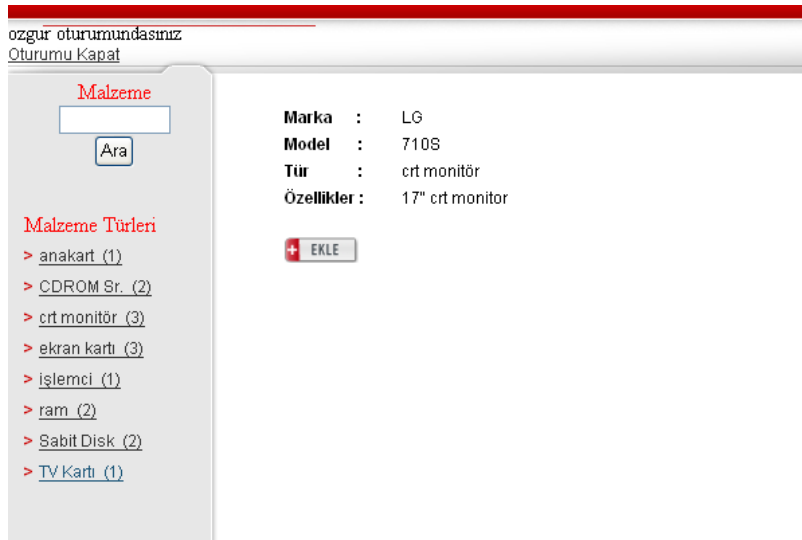 ozgur oturumundasınız
Oturumu Kapat
Malzeme
Ara
Malzeme Türleri
> anakart (1)
> CDROM Sr. (2)
> crt monitör (3)
> ekran kartı (3)
> işlemci (1)
> ram (2)
> Sabit Disk (2)
> TV Kartı (1)
Marka : LG
Model : 710S
Tür : crt monitör
Özellikler : 17" crt monitor
+ EKLE